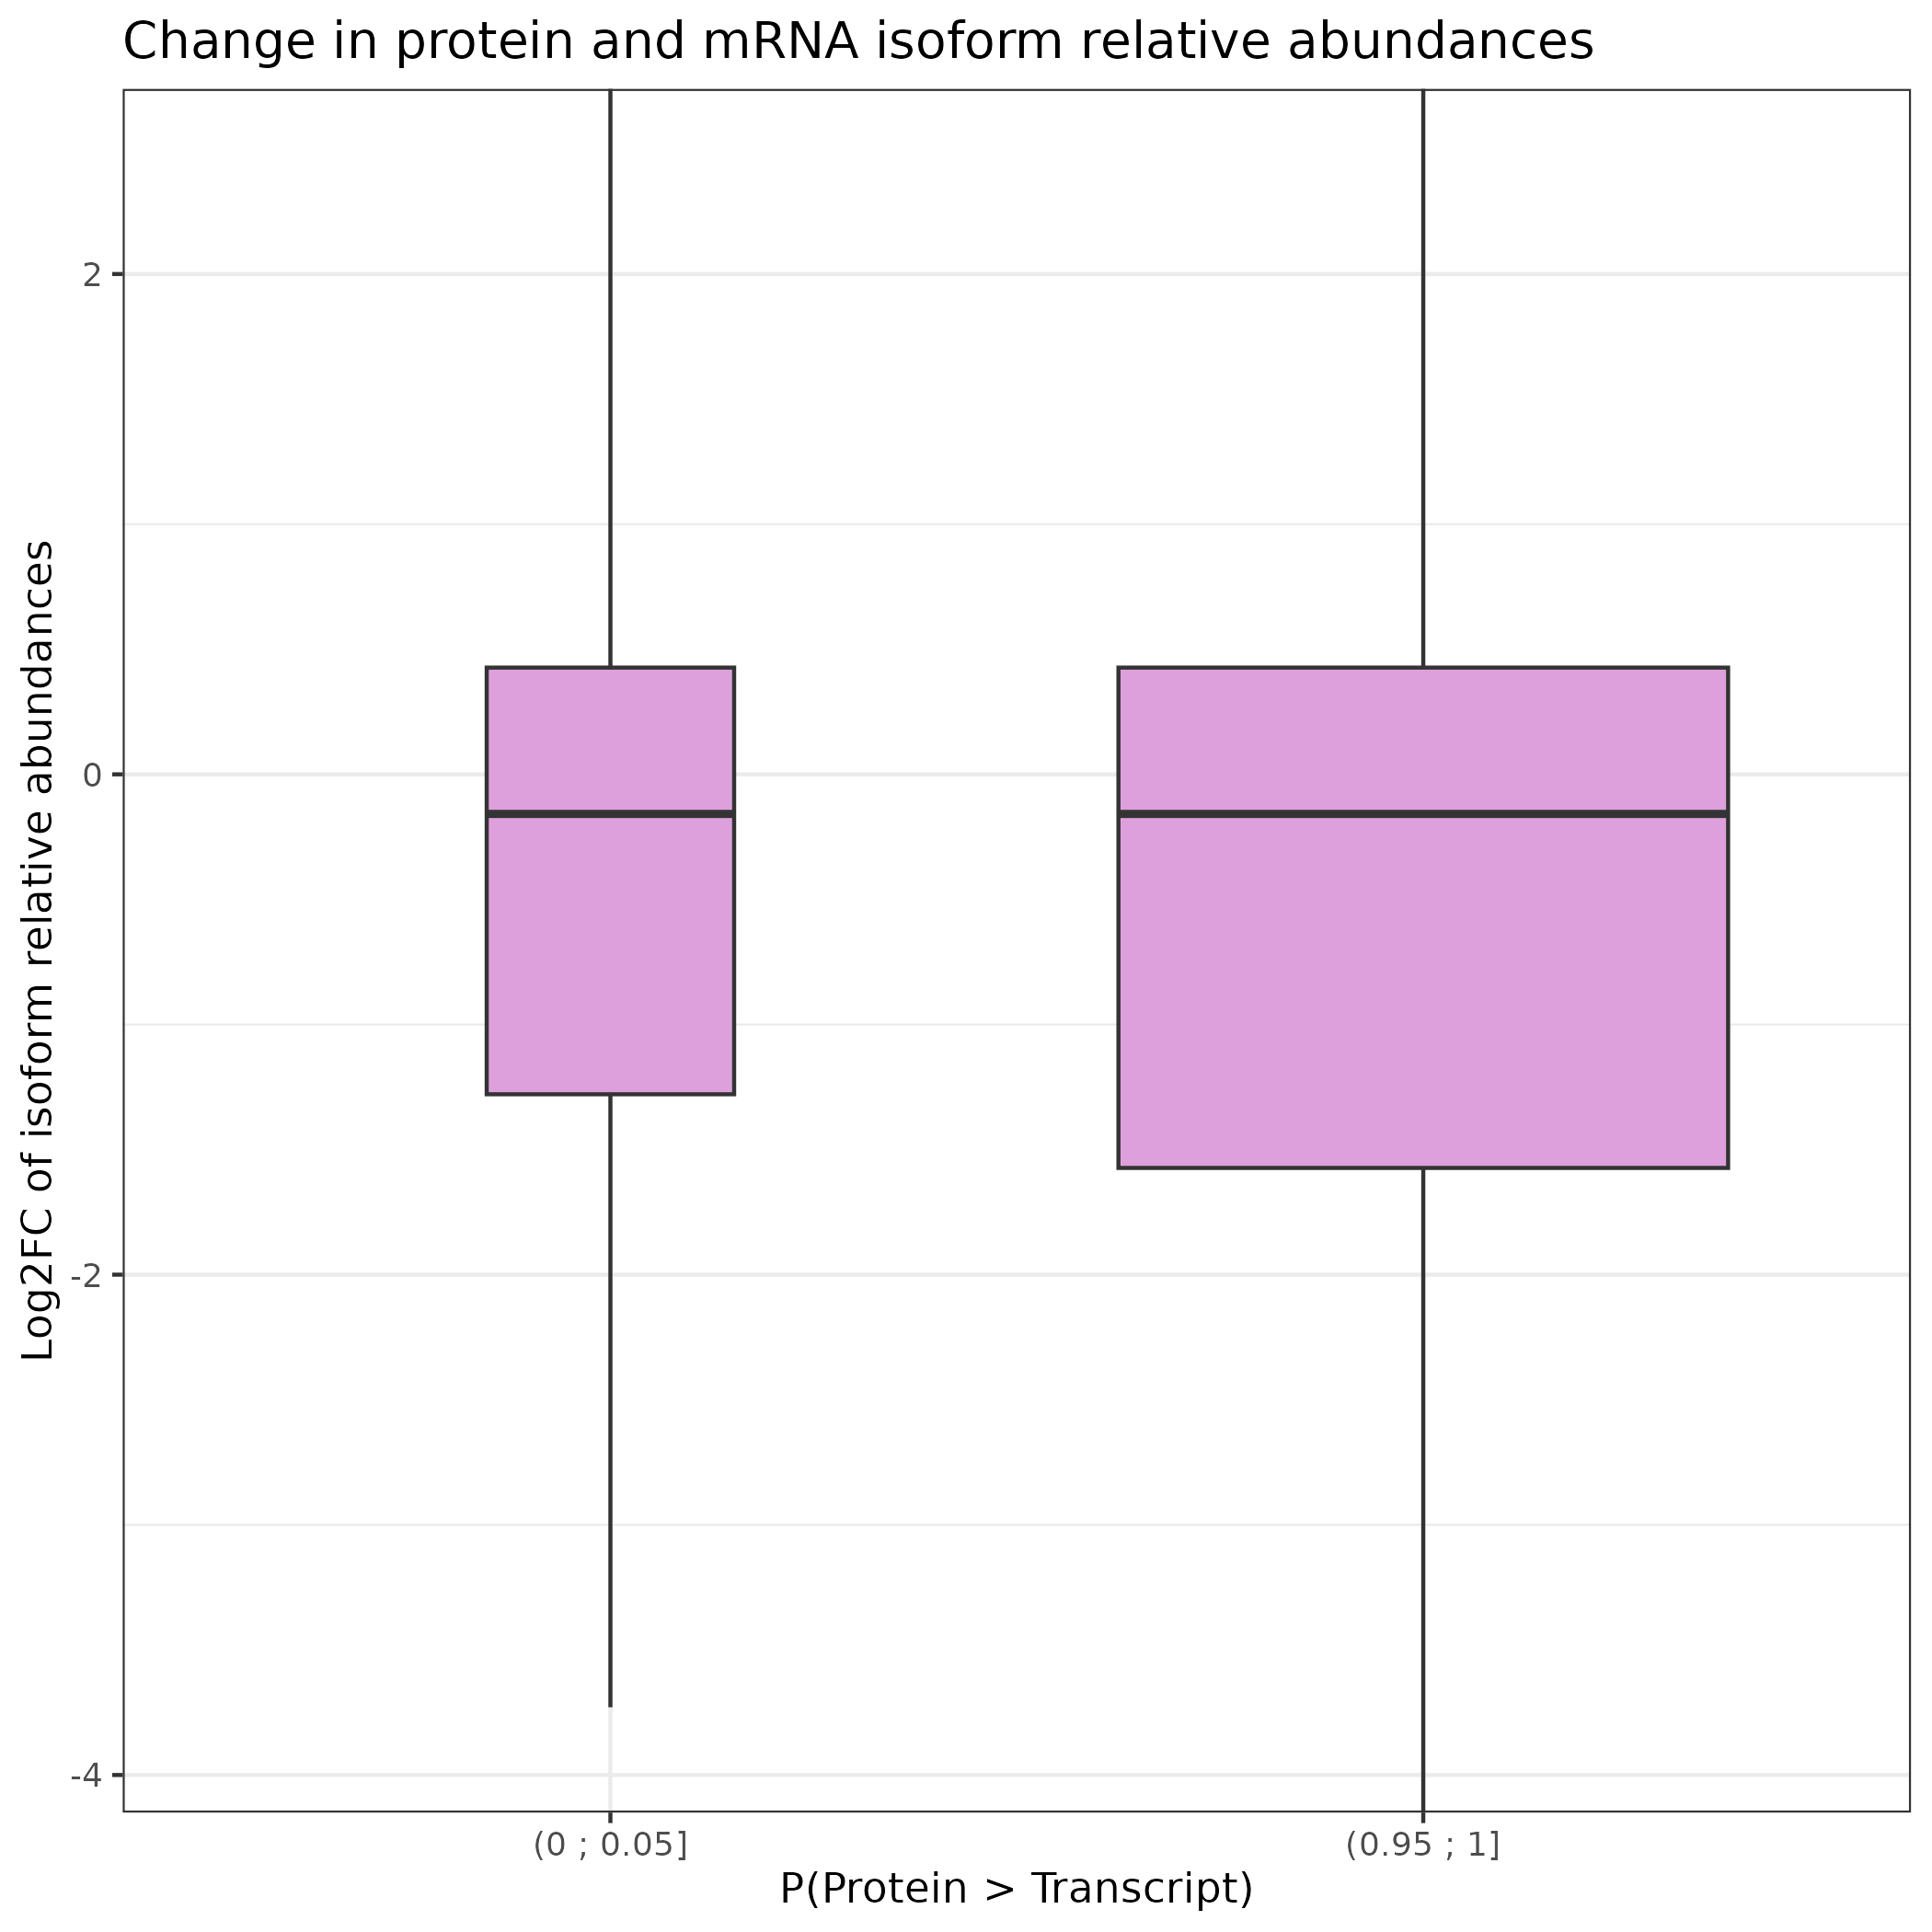 Change in protein and mRNA isoform relative abundances
Log2FC of isoform relative abundances
2
0
-2
-4
(0 ; 0.05]
(0.95 ; 1]
P(Protein > Transcript)